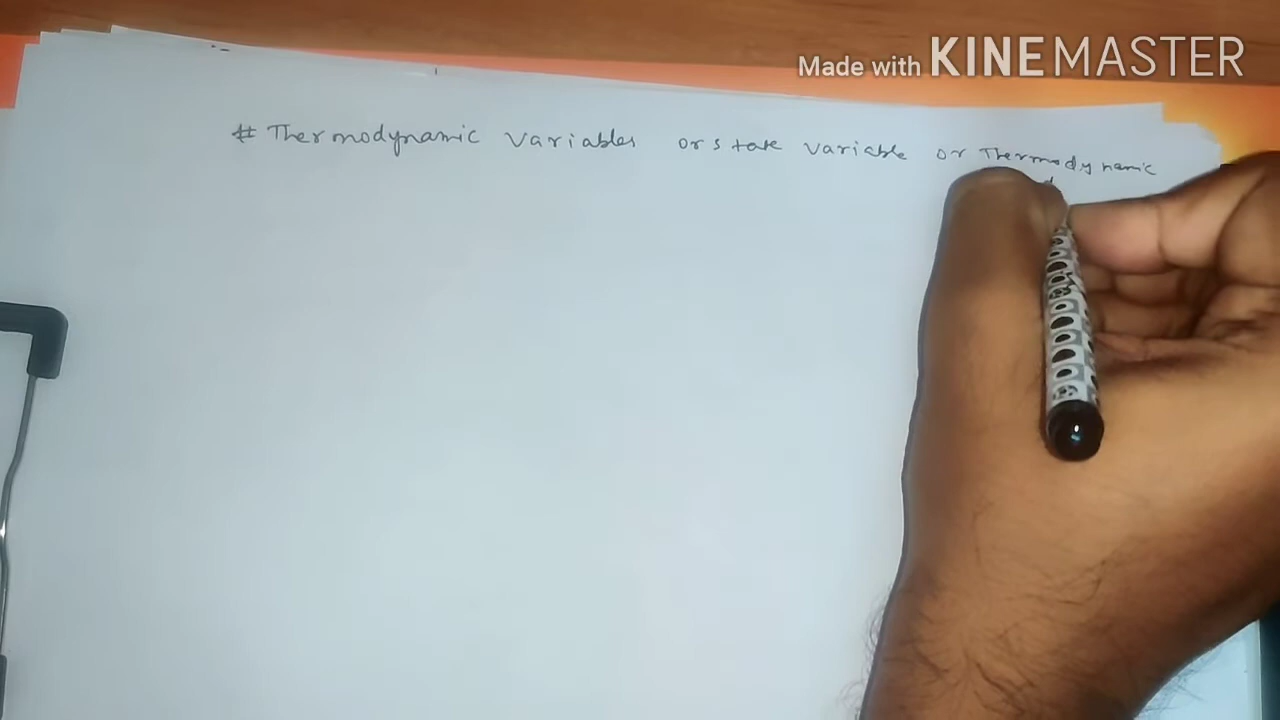 Made with KINEMASTER
# Thermodynamic Variables or state variable or Thermodynamic